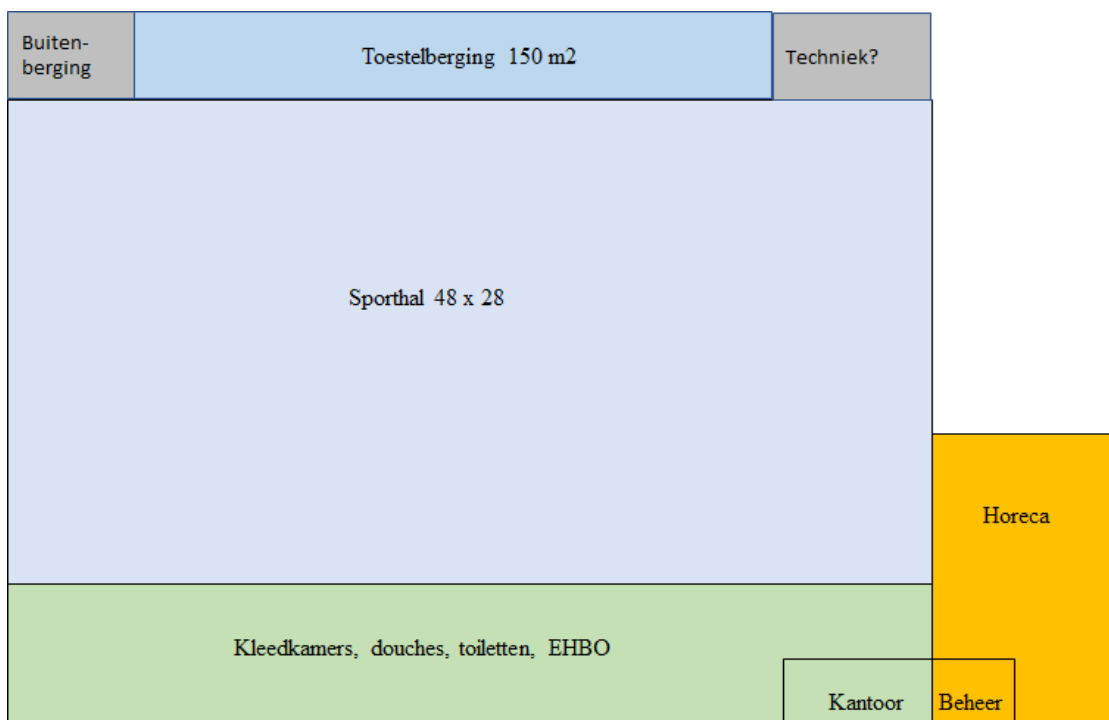 Buiten-
berging
Toestelberging 150 m2
Techniek?
Sporthal 48 x 28
Horeca
Kleedkamers, douches, toiletten, EHBO
Kantoor
Beheer